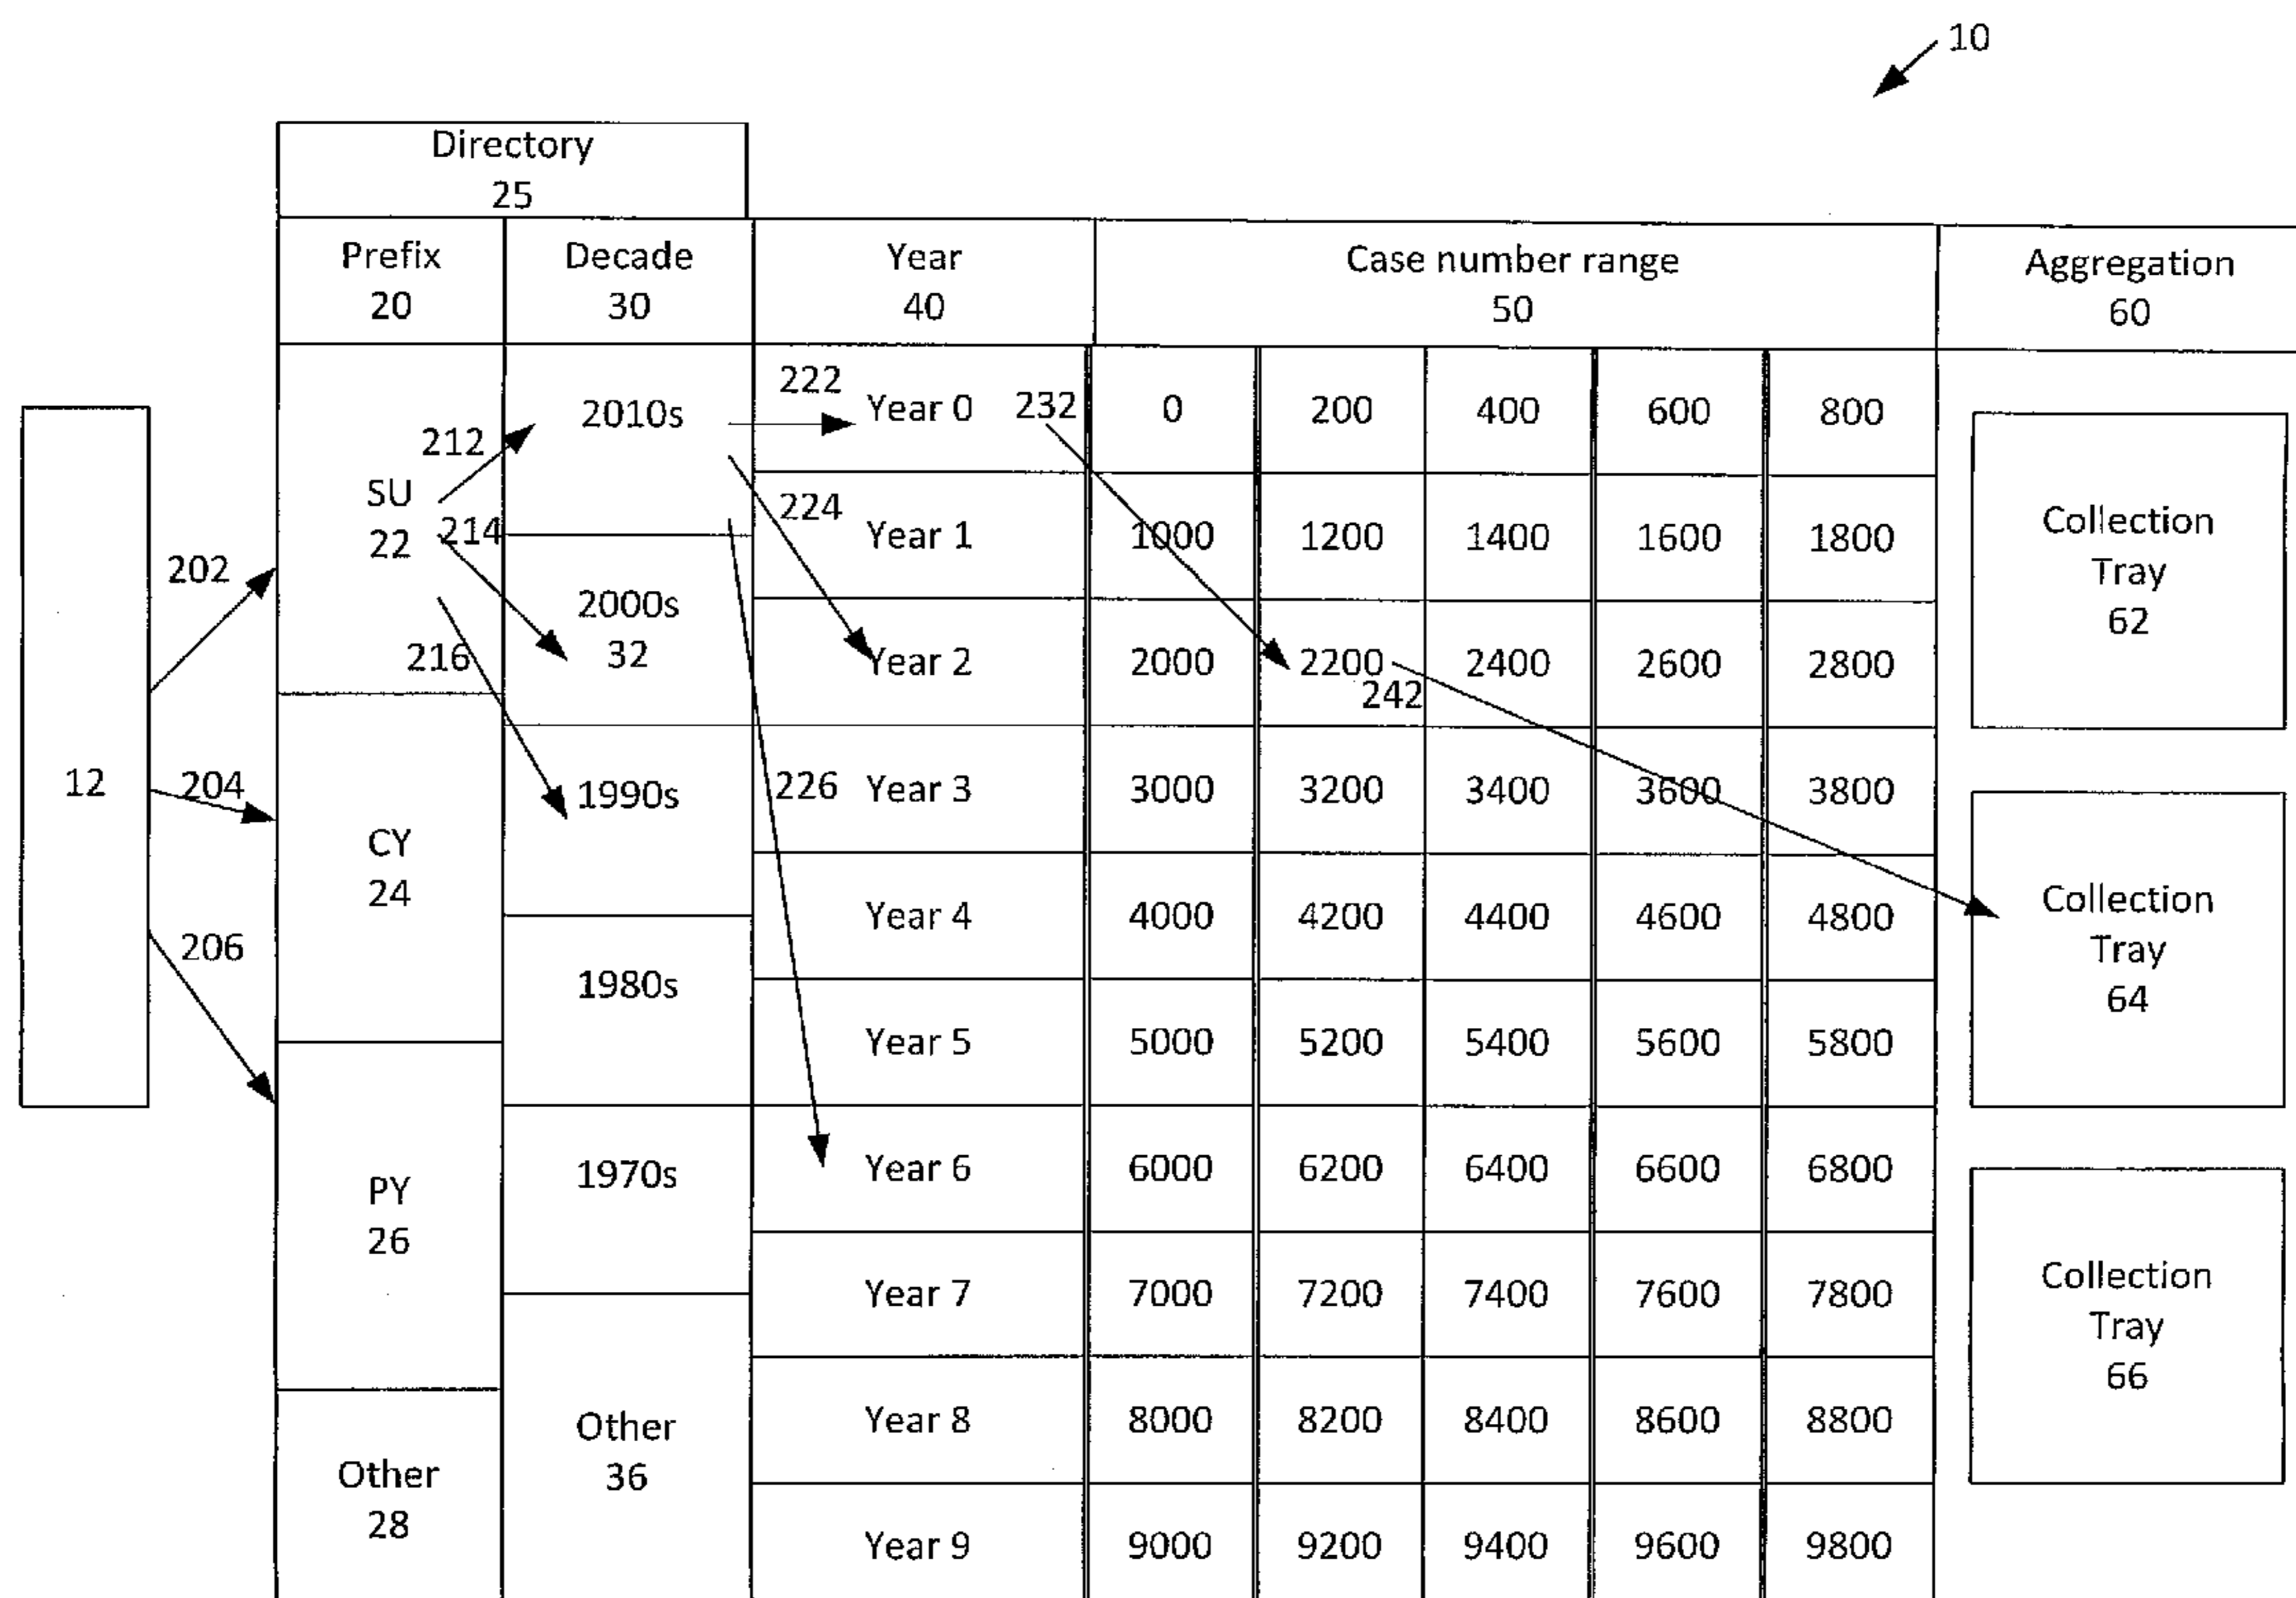 10
Directory
25
Prefix
20
Decade
30
Year
40
Case number range
50
Aggregation
60
12
202
204
206
SU
22
CY
24
PY
26
Other
28
212
214
216
2010s
2000s
32
1990s
1980s
1970s
Other
36
222
224
226
232
242
Year 0 0 200 400 600 800
Year 1 1000 1200 1400 1600 1800
Year 2 2000 2200 2400 2600 2800
Year 3 3000 3200 3400 3600 3800
Year 4 4000 4200 4400 4600 4800
Year 5 5000 5200 5400 5600 5800
Year 6 6000 6200 6400 6600 6800
Year 7 7000 7200 7400 7600 7800
Year 8 8000 8200 8400 8600 8800
Year 9 9000 9200 9400 9600 9800
Collection
Tray
62
Collection
Tray
64
Collection
Tray
66